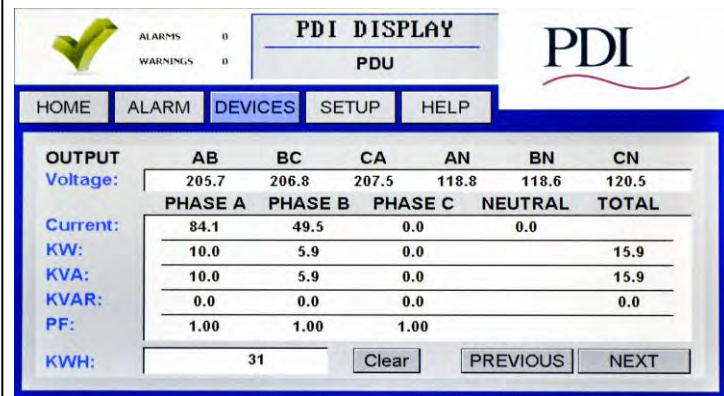 ALARMS 0
WARNINGS 0
PDI DISPLAY
PDU
PDI
HOME ALARM DEVICES SETUP HELP
OUTPUT AB BC CA AN BN CN
Voltage: 205.7 206.8 207.5 118.8 118.6 120.5
PHASE A PHASE B PHASE C NEUTRAL TOTAL
Current: 84.1 49.5 0.0 0.0
KW: 10.0 5.9 0.0 15.9
KVA: 10.0 5.9 0.0 15.9
KVAR: 0.0 0.0 0.0 0.0
PF: 1.00 1.00 1.00
KWH: 31 Clear PREVIOUS NEXT